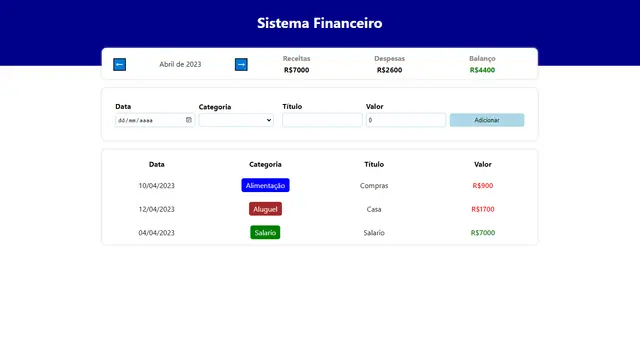 Sistema Financeiro
Abril de 2023
Receitas Despesas Balanço
R$7000 R$2600 R$4400
Data Categoria Título Valor
dd/mm/aaaa 0 Adicionar
Data Categoria Título Valor
10/04/2023 Alimentação Compras R$900
12/04/2023 Aluguel Casa R$1700
04/04/2023 Salario Salario R$7000